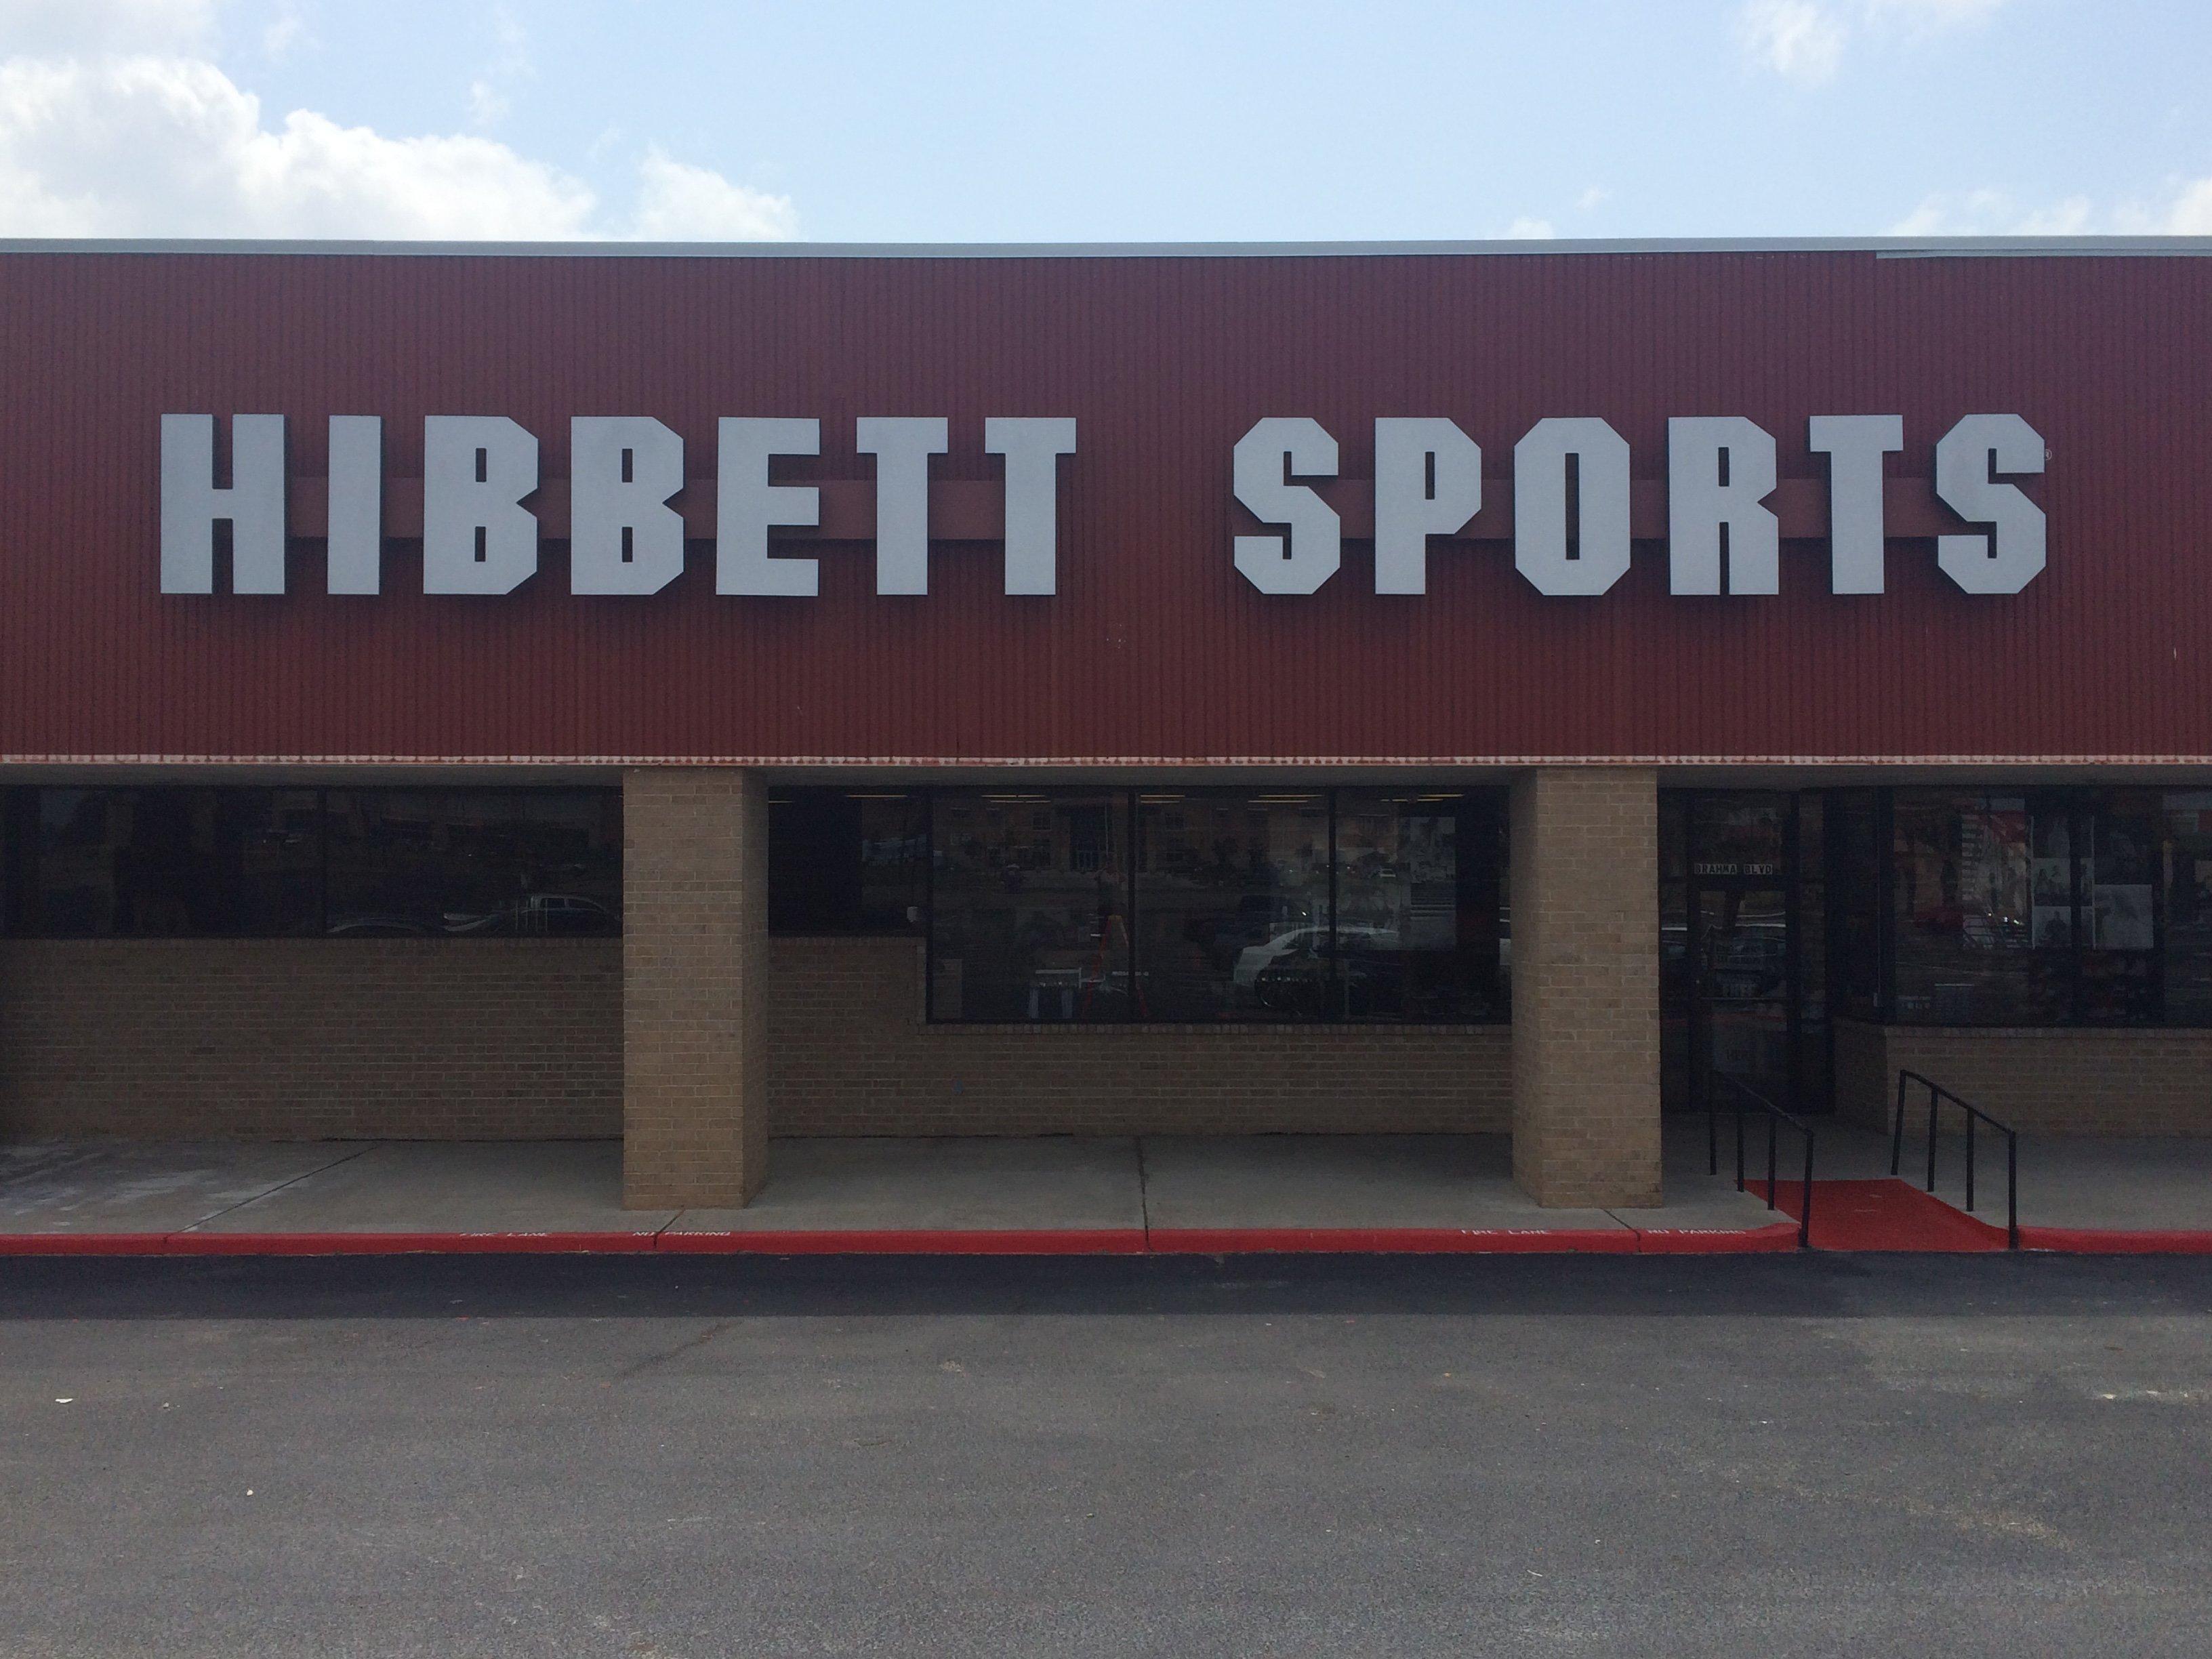 HIBBETT SPORTS®
BRAHMA BLVD
FIRE LANE NO PARKING FIRE LANE NO PARKING